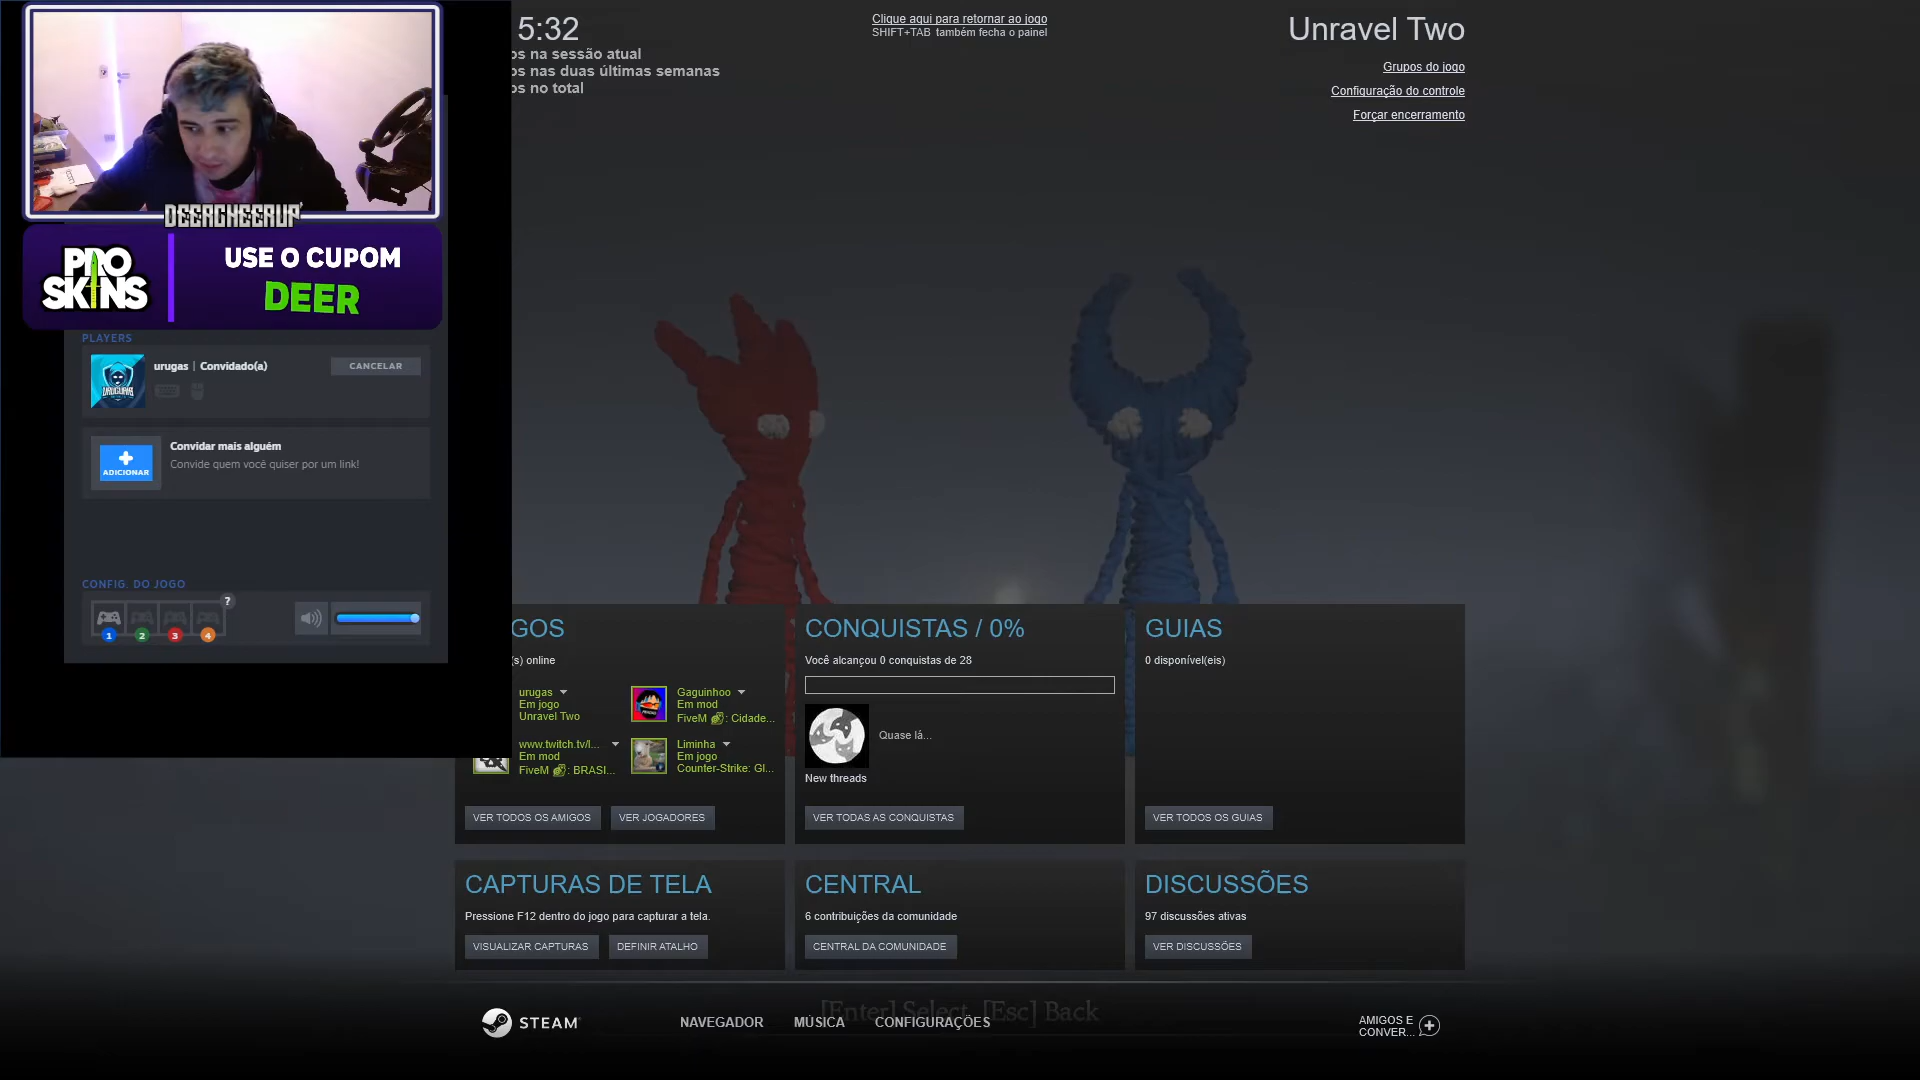 5:32
os na sessão atual
os nas duas últimas semanas
os no total
Clique aqui para retornar ao jogo
SHIFT+TAB também fecha o painel
Unravel Two
Grupos do jogo
Configuração do controle
Forçar encerramento
DEERCHEERUP
PRO SKINS
USE O CUPOM
DEER
PLAYERS
urugas | Convidado(a)
CANCELAR
ADICIONAR
Convidar mais alguém
Convide quem você quiser por um link!
CONFIG. DO JOGO
?
1 2 3 4
GOS
(s) online
urugas
Em jogo
Unravel Two
Gaguinhoo
Em mod
FiveM : Cidade...
www.twitch.tv/l...
Em mod
FiveM : BRASI...
Liminha
Em jogo
Counter-Strike: Gl...
VER TODOS OS AMIGOS
VER JOGADORES
CONQUISTAS / 0%
Você alcançou 0 conquistas de 28
Quase lá...
New threads
VER TODAS AS CONQUISTAS
GUIAS
0 disponível(eis)
VER TODOS OS GUIAS
CAPTURAS DE TELA
Pressione F12 dentro do jogo para capturar a tela.
VISUALIZAR CAPTURAS
DEFINIR ATALHO
CENTRAL
6 contribuições da comunidade
CENTRAL DA COMUNIDADE
DISCUSSÕES
97 discussões ativas
VER DISCUSSÕES
[Enter] Select [Esc] Back
STEAM
NAVEGADOR
MÚSICA
CONFIGURAÇÕES
AMIGOS E
CONVER...